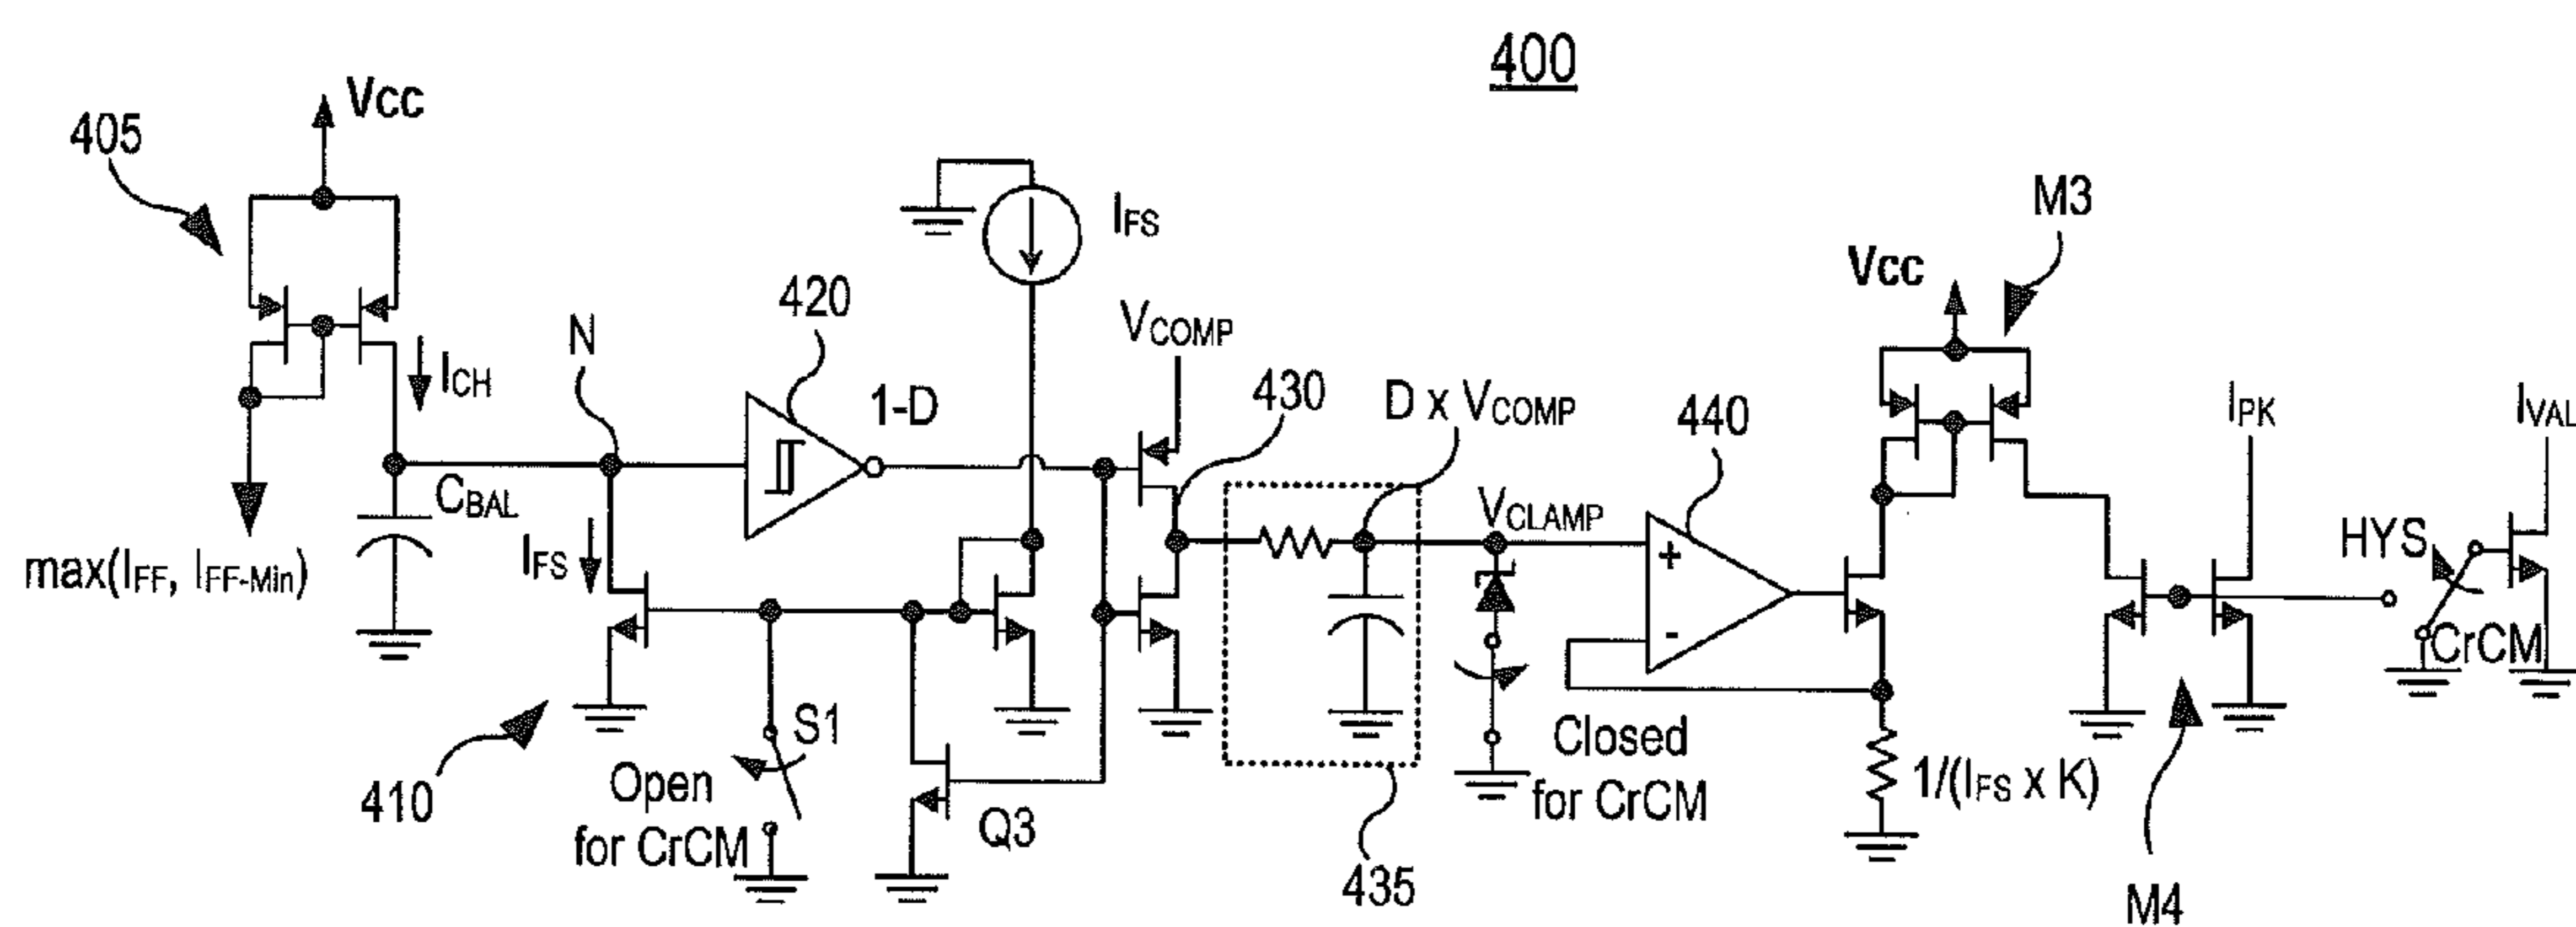 400
Vcc
405
M3
IFS
Vcc
420
VCOMP
N
ICH
1-D
430
D x VCOMP
440
IPK
IVAL
CBAL
VCLAMP
HYS
max(IFF, IFF-Min)
IFS
+
-
CrCM
S1
Closed
for CrCM
410
Open
for CrCM
Q3
1/(IFS x K)
435
M4